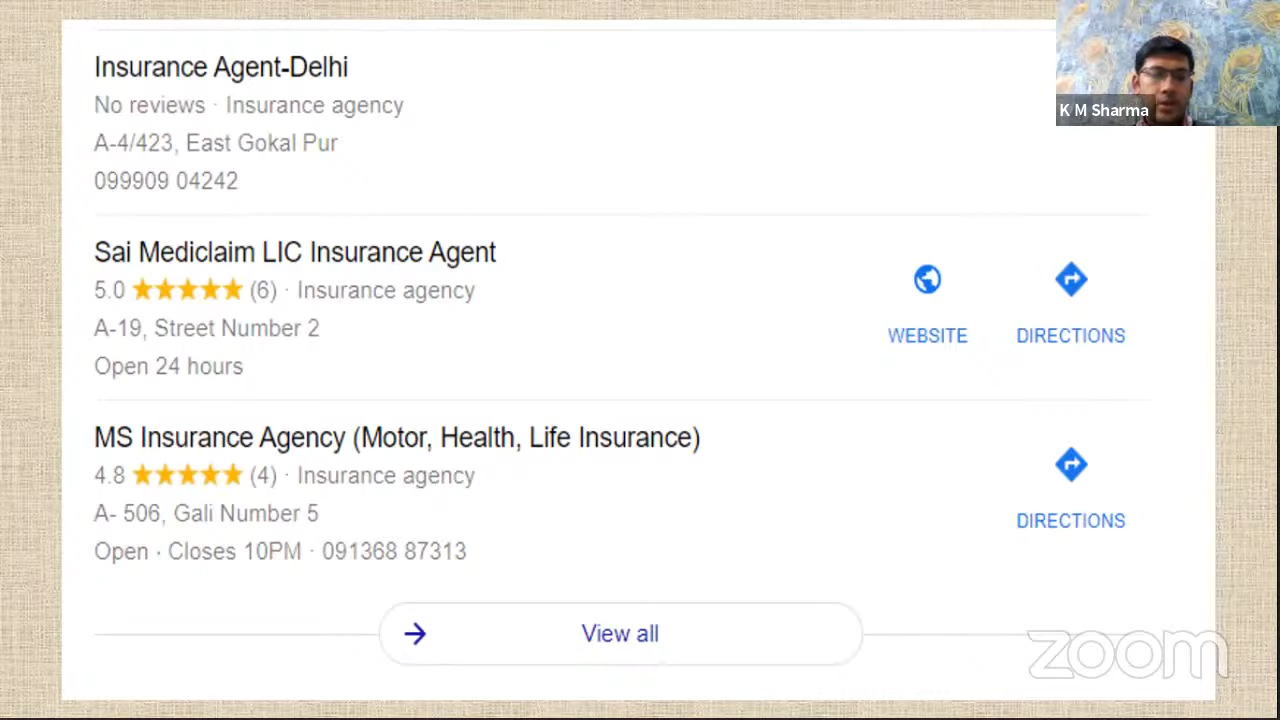 Insurance Agent-Delhi
No reviews · Insurance agency
A-4/423, East Gokal Pur
099909 04242
Sai Mediclaim LIC Insurance Agent
5.0 ★★★★★ (6) · Insurance agency
A-19, Street Number 2
Open 24 hours
WEBSITE
DIRECTIONS
MS Insurance Agency (Motor, Health, Life Insurance)
4.8 ★★★★★ (4) · Insurance agency
A- 506, Gali Number 5
Open · Closes 10PM · 091368 87313
DIRECTIONS
→ View all
K M Sharma
zoom